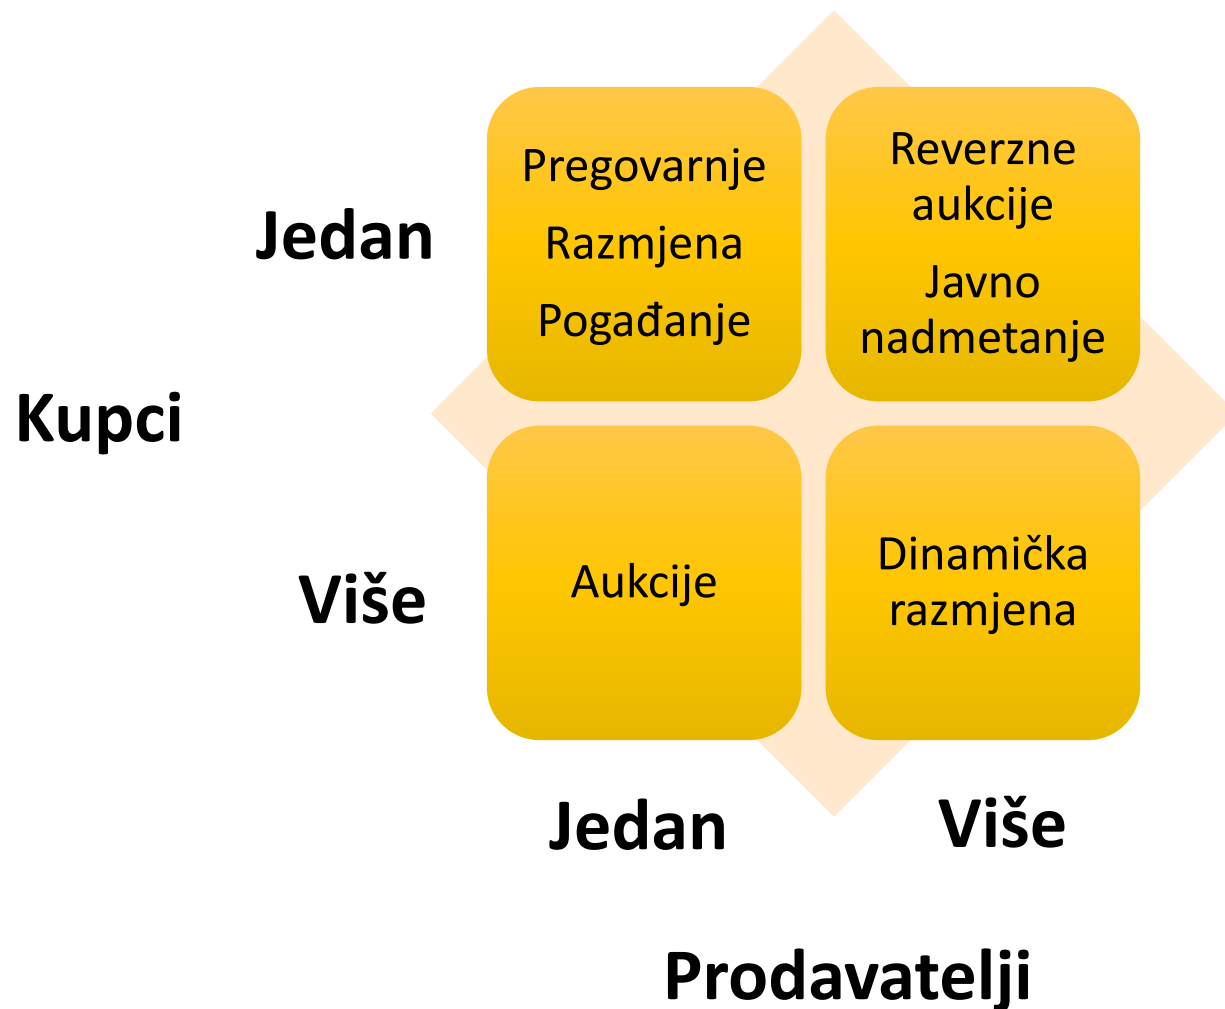 Jedan
Pregovarnje
Razmjena
Pogađanje
Reverzne
aukcije
Javno
nadmetanje
Kupci
Više
Aukcije
Dinamička
razmjena
Jedan
Više
Prodavatelji